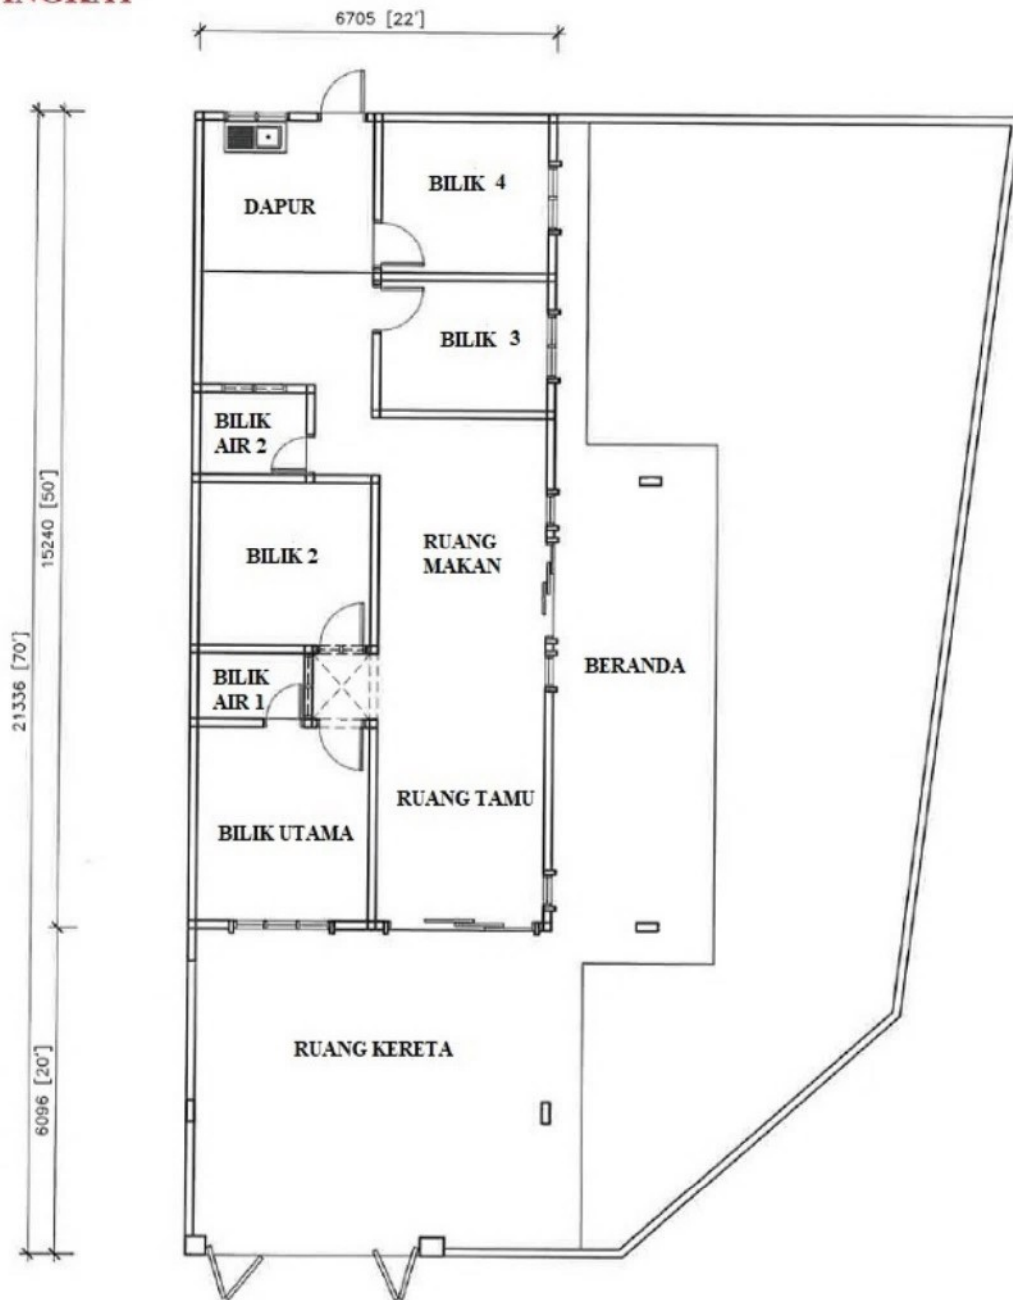 6705 [22']
DAPUR
BILIK 4
BILIK 3
BILIK
AIR 2
BILIK 2
RUANG
MAKAN
BILIK
AIR 1
BERANDA
RUANG TAMU
BILIK UTAMA
RUANG KERETA
15240 [50']
21336 [70']
6096 [20']